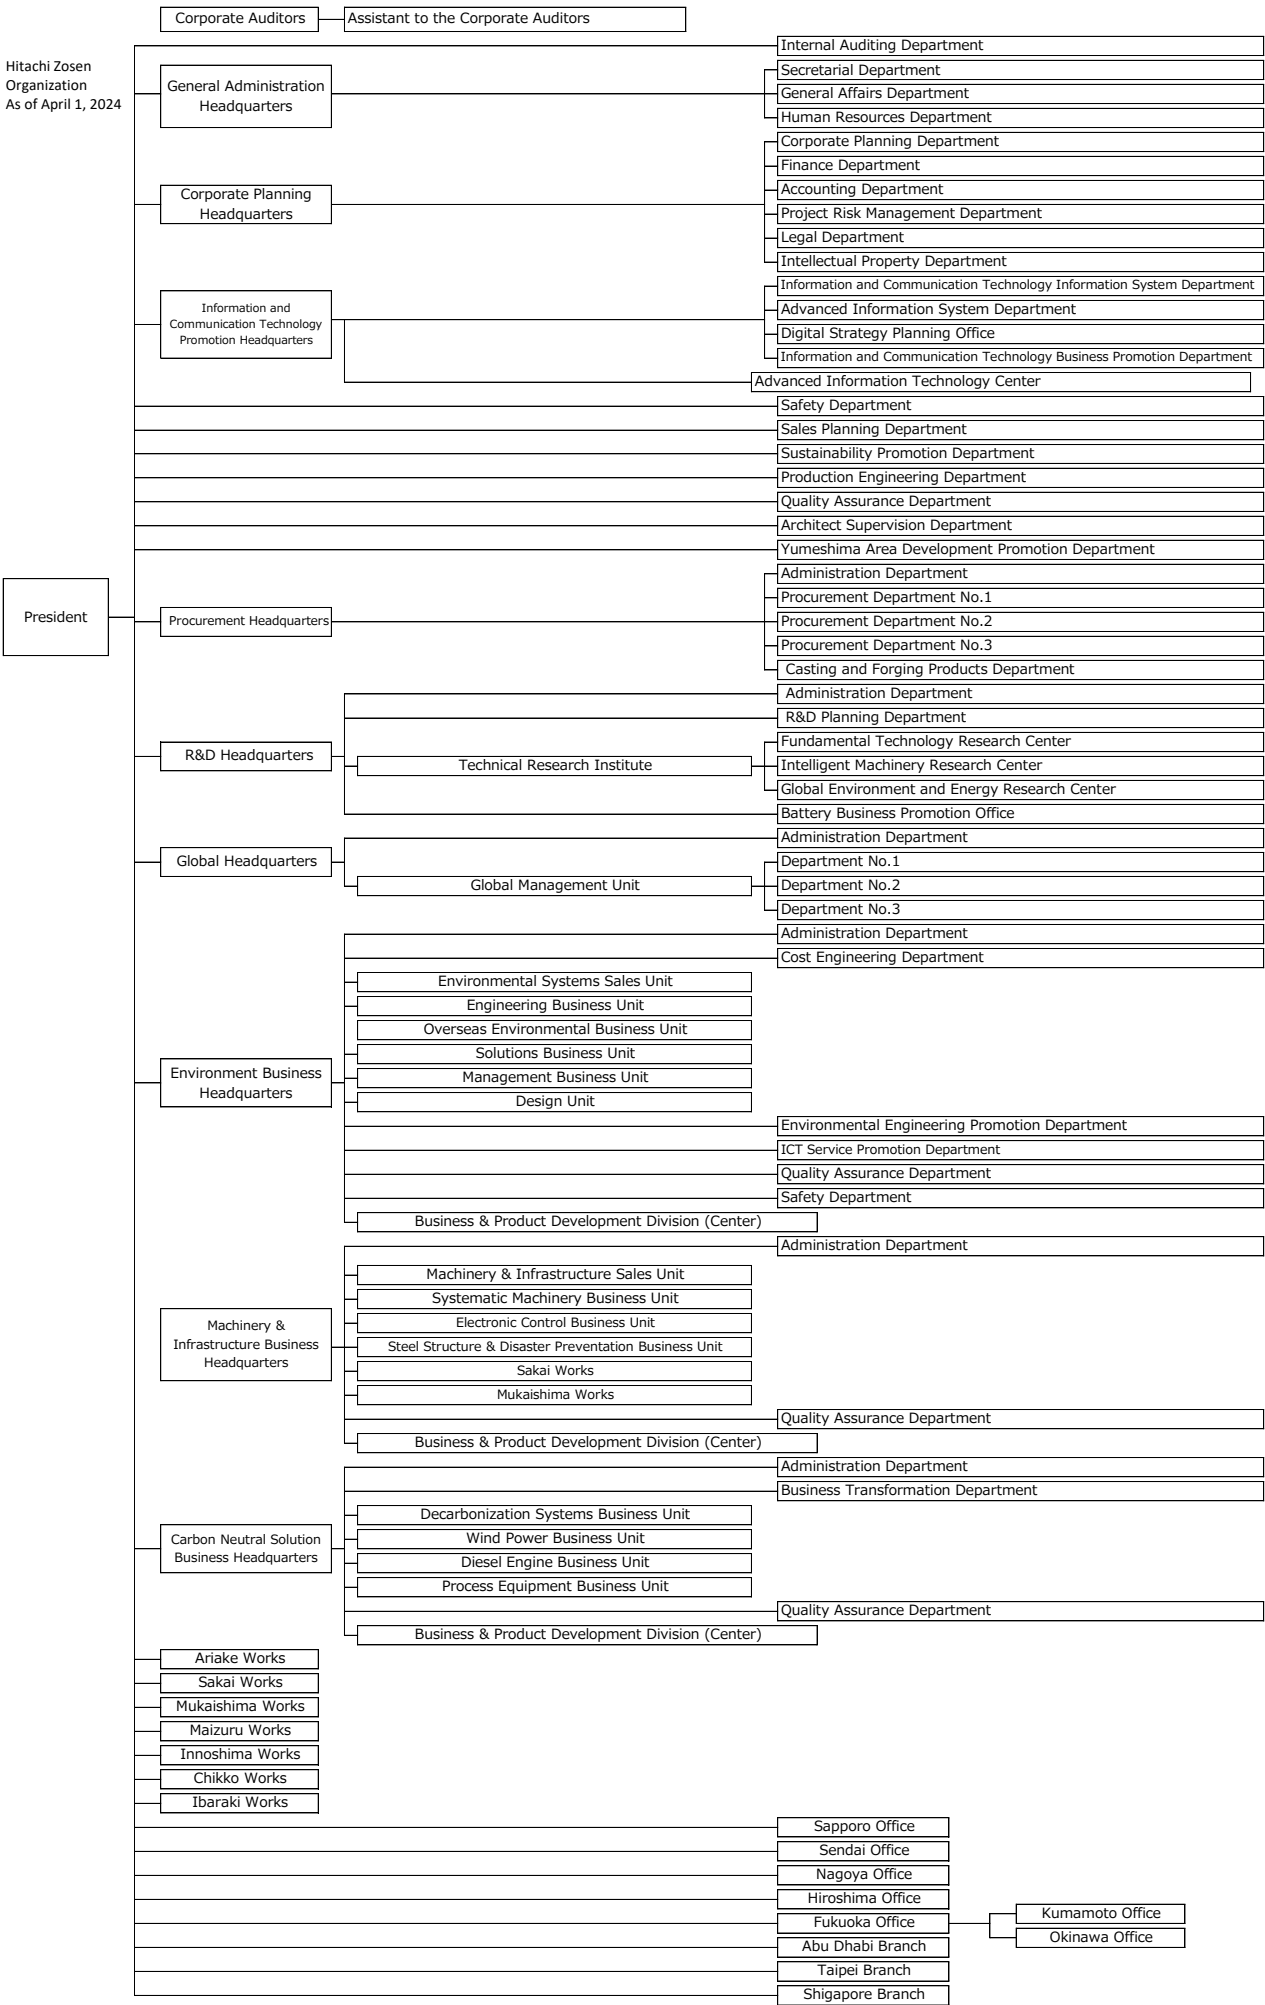 Corporate Auditors
Assistant to the Corporate Auditors
Hitachi Zosen
Organization
As of April 1, 2024
Internal Auditing Department
General Administration
Headquarters
Secretarial Department
General Affairs Department
Human Resources Department
Corporate Planning
Headquarters
Corporate Planning Department
Finance Department
Accounting Department
Project Risk Management Department
Legal Department
Intellectual Property Department
Information and
Communication Technology
Promotion Headquarters
Information and Communication Technology Information System Department
Advanced Information System Department
Digital Strategy Planning Office
Information and Communication Technology Business Promotion Department
Advanced Information Technology Center
Safety Department
Sales Planning Department
Sustainability Promotion Department
Production Engineering Department
Quality Assurance Department
Architect Supervision Department
Yumeshima Area Development Promotion Department
President
Procurement Headquarters
Administration Department
Procurement Department No.1
Procurement Department No.2
Procurement Department No.3
Casting and Forging Products Department
R&D Headquarters
Administration Department
R&D Planning Department
Technical Research Institute
Fundamental Technology Research Center
Intelligent Machinery Research Center
Global Environment and Energy Research Center
Battery Business Promotion Office
Global Headquarters
Administration Department
Global Management Unit
Department No.1
Department No.2
Department No.3
Environment Business
Headquarters
Administration Department
Cost Engineering Department
Environmental Systems Sales Unit
Engineering Business Unit
Overseas Environmental Business Unit
Solutions Business Unit
Management Business Unit
Design Unit
Environmental Engineering Promotion Department
ICT Service Promotion Department
Quality Assurance Department
Safety Department
Business & Product Development Division (Center)
Machinery &
Infrastructure Business
Headquarters
Administration Department
Machinery & Infrastructure Sales Unit
Systematic Machinery Business Unit
Electronic Control Business Unit
Steel Structure & Disaster Preventation Business Unit
Sakai Works
Mukaishima Works
Quality Assurance Department
Business & Product Development Division (Center)
Carbon Neutral Solution
Business Headquarters
Administration Department
Business Transformation Department
Decarbonization Systems Business Unit
Wind Power Business Unit
Diesel Engine Business Unit
Process Equipment Business Unit
Quality Assurance Department
Business & Product Development Division (Center)
Ariake Works
Sakai Works
Mukaishima Works
Maizuru Works
Innoshima Works
Chikko Works
Ibaraki Works
Sapporo Office
Sendai Office
Nagoya Office
Hiroshima Office
Fukuoka Office
Kumamoto Office
Okinawa Office
Abu Dhabi Branch
Taipei Branch
Shigapore Branch